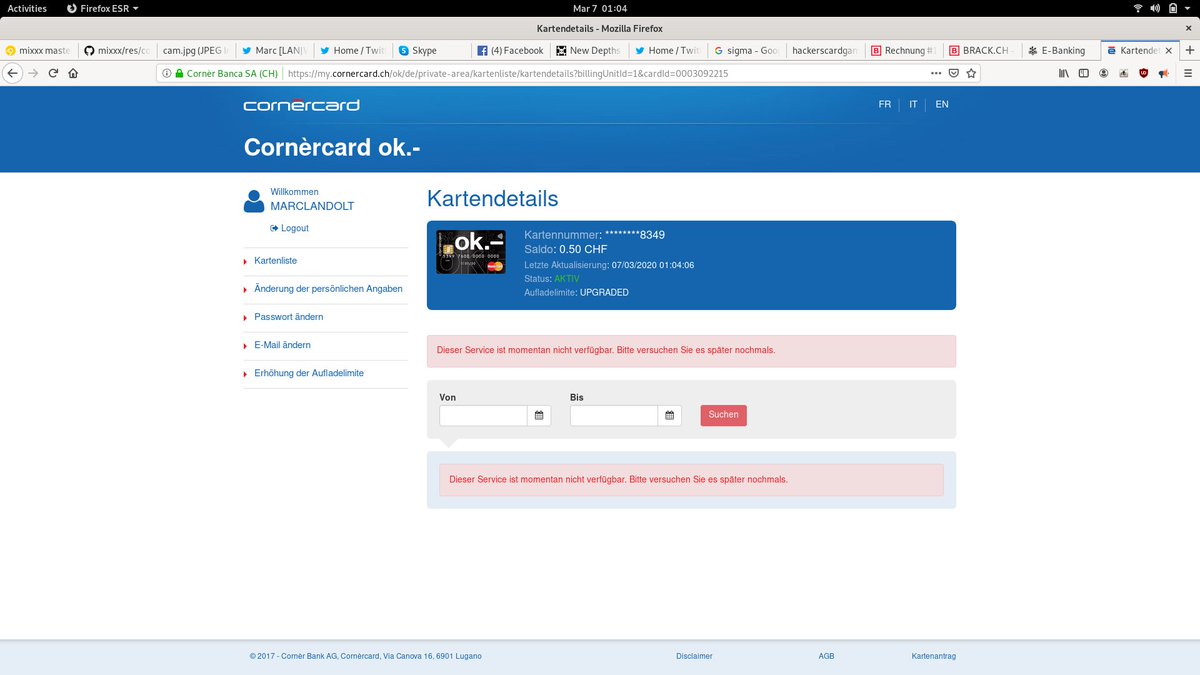 Activities Firefox ESR Mar 7 01:04
Kartendetails - Mozilla Firefox
mixxx maste mixxx/res/co cam.jpg (JPEG I Marc [LAN] Home / Twit Skype (4) Facebook New Depths Home / Twit sigma - Goo hackerscardgam Rechnung # BRACK.CH - E-Banking Kartendet
Cornèr Banca SA (CH) https://my.cornercard.ch/ok/de/private-area/kartenliste/kartendetails?billingUnitId=1&cardId=0003092215
cornèrcard
FR IT EN
Cornèrcard ok.-
Willkommen
MARCLANDOLT
Logout
Kartenliste
Änderung der persönlichen Angaben
Passwort ändern
E-Mail ändern
Erhöhung der Aufladelimite
Kartendetails
ok.–
Kartennummer: ********8349
Saldo: 0.50 CHF
Letzte Aktualisierung: 07/03/2020 01:04:06
Status: AKTIV
Aufladelimite: UPGRADED
Dieser Service ist momentan nicht verfügbar. Bitte versuchen Sie es später nochmals.
Von Bis
Suchen
Dieser Service ist momentan nicht verfügbar. Bitte versuchen Sie es später nochmals.
© 2017 - Cornèr Bank AG, Cornèrcard, Via Canova 16, 6901 Lugano Disclaimer AGB Kartenantrag